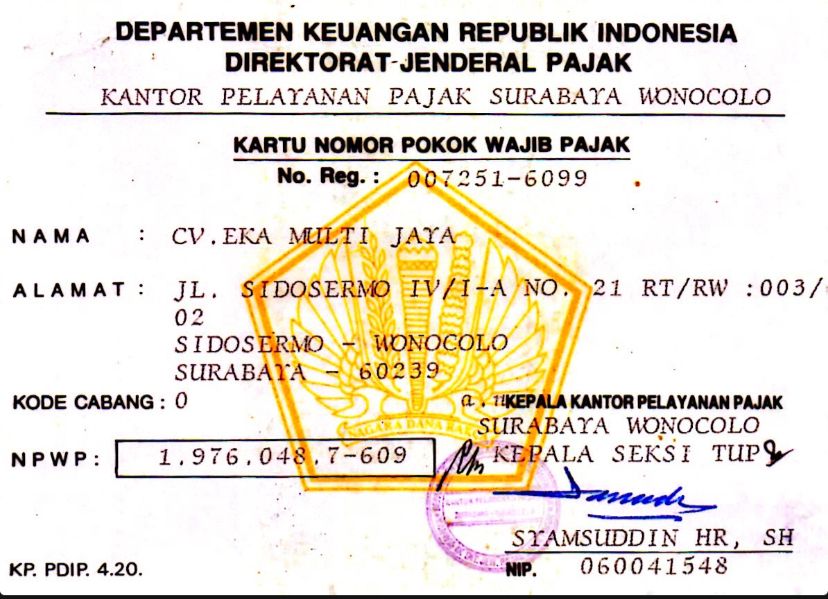 DEPARTEMEN KEUANGAN REPUBLIK INDONESIA
DIREKTORAT JENDERAL PAJAK
KANTOR PELAYANAN PAJAK SURABAYA WONOCOLO
KARTU NOMOR POKOK WAJIB PAJAK
No. Reg. : 007251-6099
NAMA : CV.EKA MULTI JAYA
ALAMAT : JL. SIDOSERMO IV/I-A NO. 21 RT/RW :003/
02
SIDOSERMO - WONOCOLO
SURABAYA - 60239
KODE CABANG : 0
a.n KEPALA KANTOR PELAYANAN PAJAK
SURABAYA WONOCOLO
NPWP : 1.976.048.7-609
KEPALA SEKSI TUP
NAGARA DANA
SYAMSUDDIN HR, SH
NIP. 060041548
KP. PDIP. 4.20.